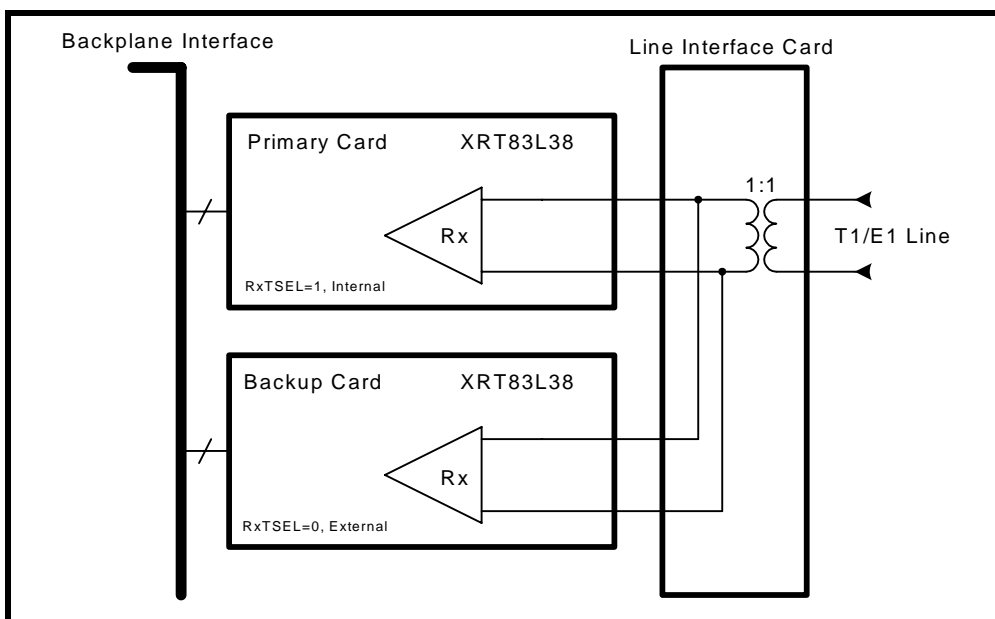 Backplane Interface
Line Interface Card
Primary Card XRT83L38
1:1
Rx
T1/E1 Line
RxTSEL=1, Internal
Backup Card XRT83L38
Rx
RxTSEL=0, External